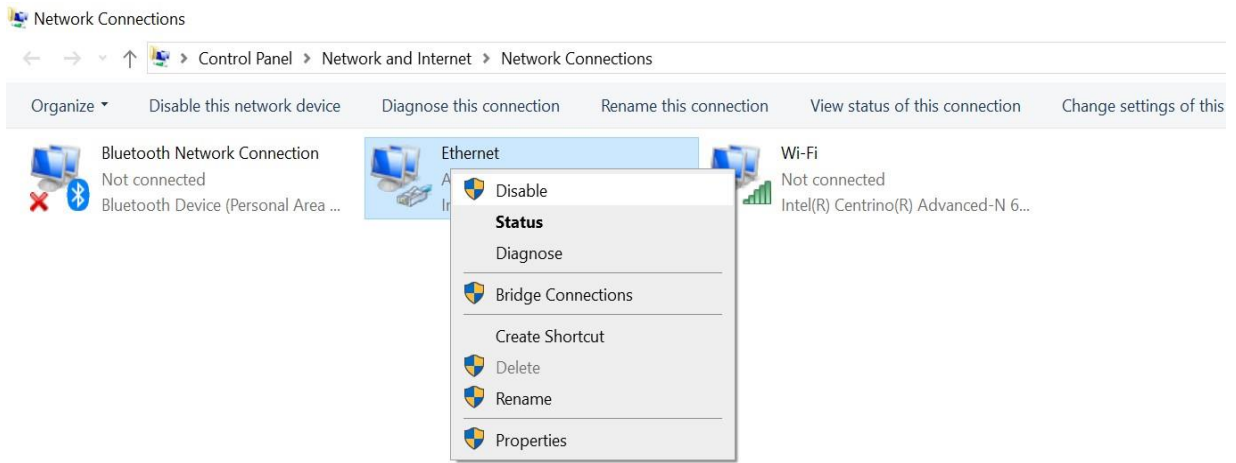 Network Connections
Control Panel > Network and Internet > Network Connections
Organize Disable this network device Diagnose this connection Rename this connection View status of this connection Change settings of this
Bluetooth Network Connection
Not connected
Bluetooth Device (Personal Area ...
Ethernet
Wi-Fi
Not connected
Intel(R) Centrino(R) Advanced-N 6...
Disable
Status
Diagnose
Bridge Connections
Create Shortcut
Delete
Rename
Properties